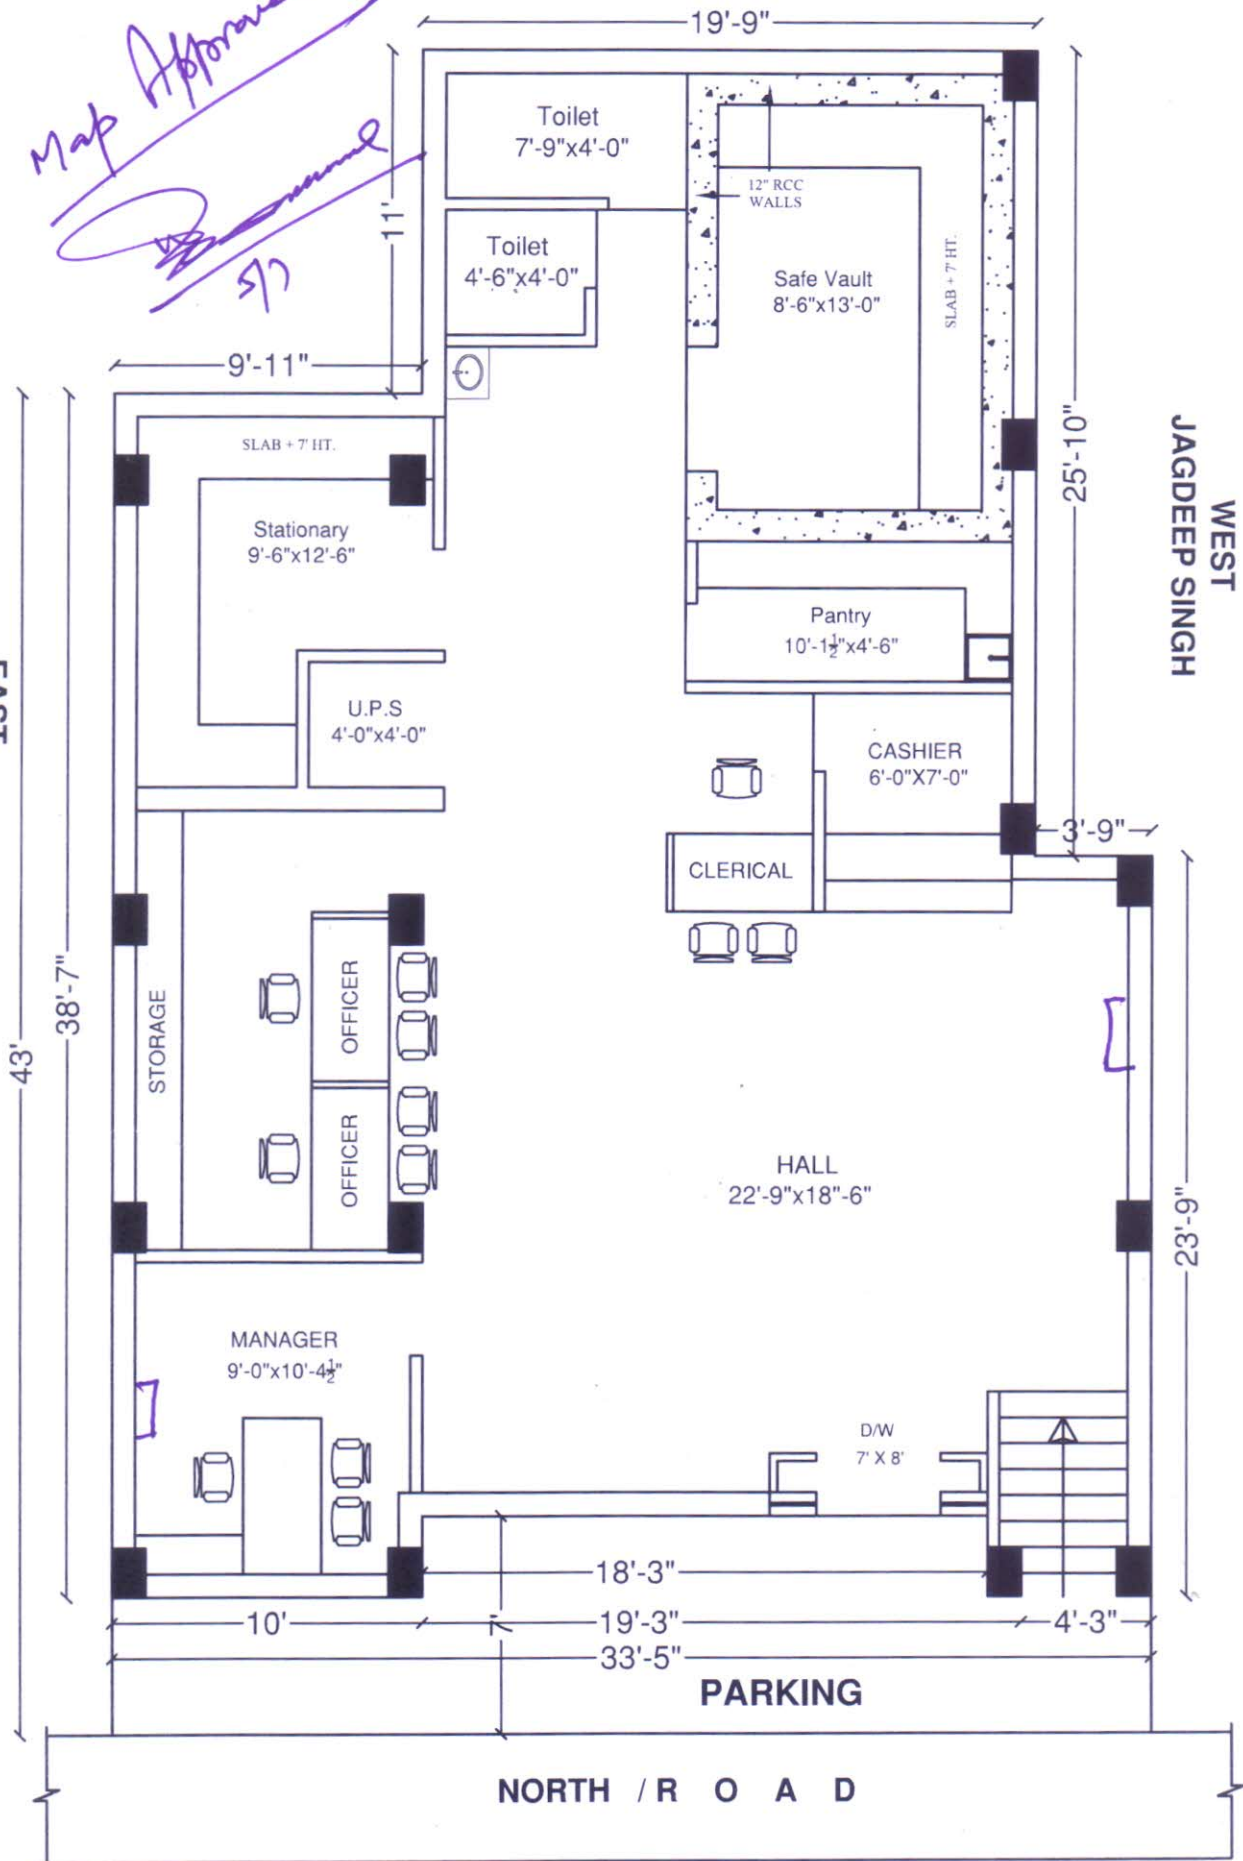 Map Approved
5/7
19'-9"
11'
9'-11"
Toilet
7'-9"x4'-0"
Toilet
4'-6"x4'-0"
12" RCC
WALLS
Safe Vault
8'-6"x13'-0"
SLAB + 7' HT.
25'-10"
WEST
JAGDEEP SINGH
SLAB + 7' HT.
Stationary
9'-6"x12'-6"
U.P.S
4'-0"x4'-0"
Pantry
10'-1½"x4'-6"
CASHIER
6'-0"X7'-0"
3'-9"
CLERICAL
EAST
43'
38'-7"
STORAGE
OFFICER
OFFICER
HALL
22'-9"x18"-6"
23'-9"
MANAGER
9'-0"x10'-4½"
D/W
7' X 8'
18'-3"
10'
7'
19'-3"
4'-3"
33'-5"
PARKING
NORTH / R O A D